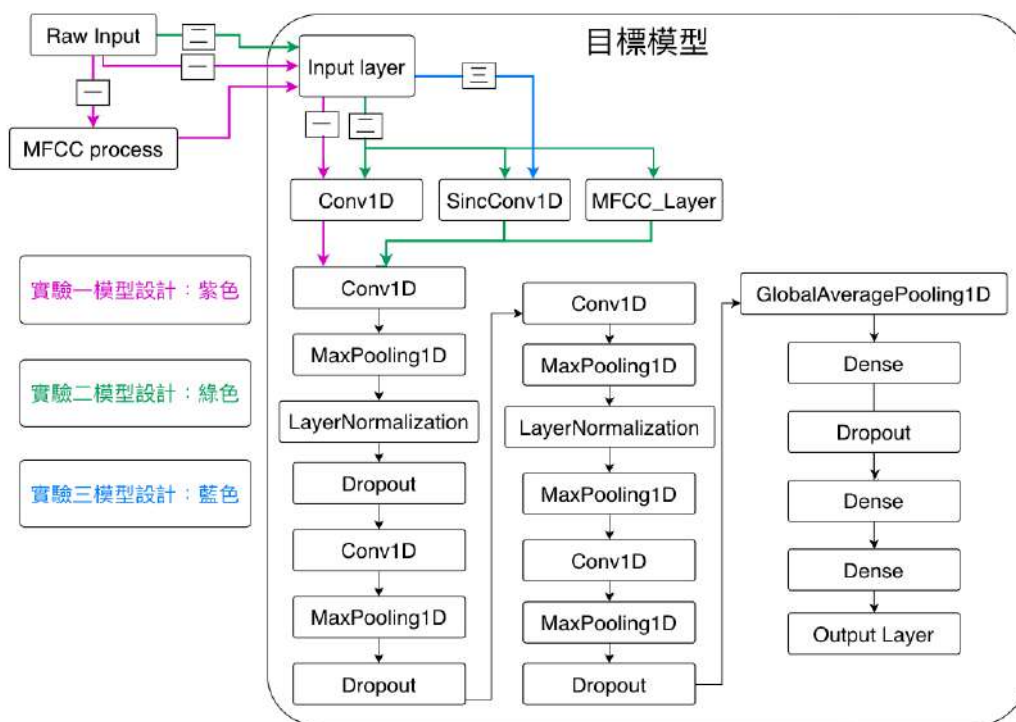 目標模型
Raw Input
二
一
一
MFCC process
Input layer
三
一
二
Conv1D
SincConv1D
MFCC_Layer
實驗一模型設計：紫色
實驗二模型設計：綠色
實驗三模型設計：藍色
Conv1D
MaxPooling1D
LayerNormalization
Dropout
Conv1D
MaxPooling1D
Dropout
Conv1D
MaxPooling1D
LayerNormalization
MaxPooling1D
Conv1D
MaxPooling1D
Dropout
GlobalAveragePooling1D
Dense
Dropout
Dense
Dense
Output Layer